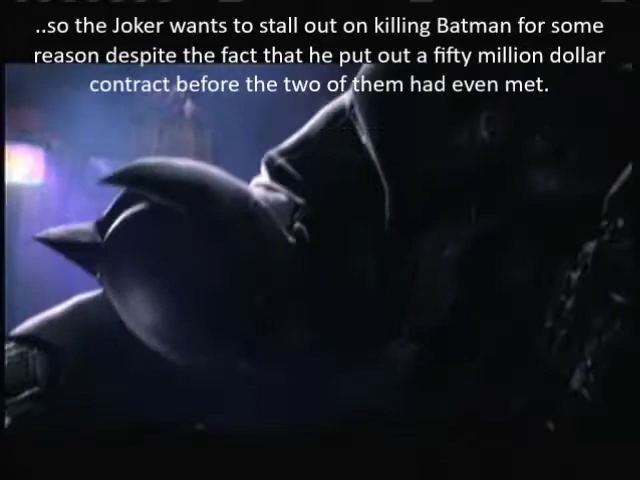 ..so the Joker wants to stall out on killing Batman for some
reason despite the fact that he put out a fifty million dollar
contract before the two of them had even met.